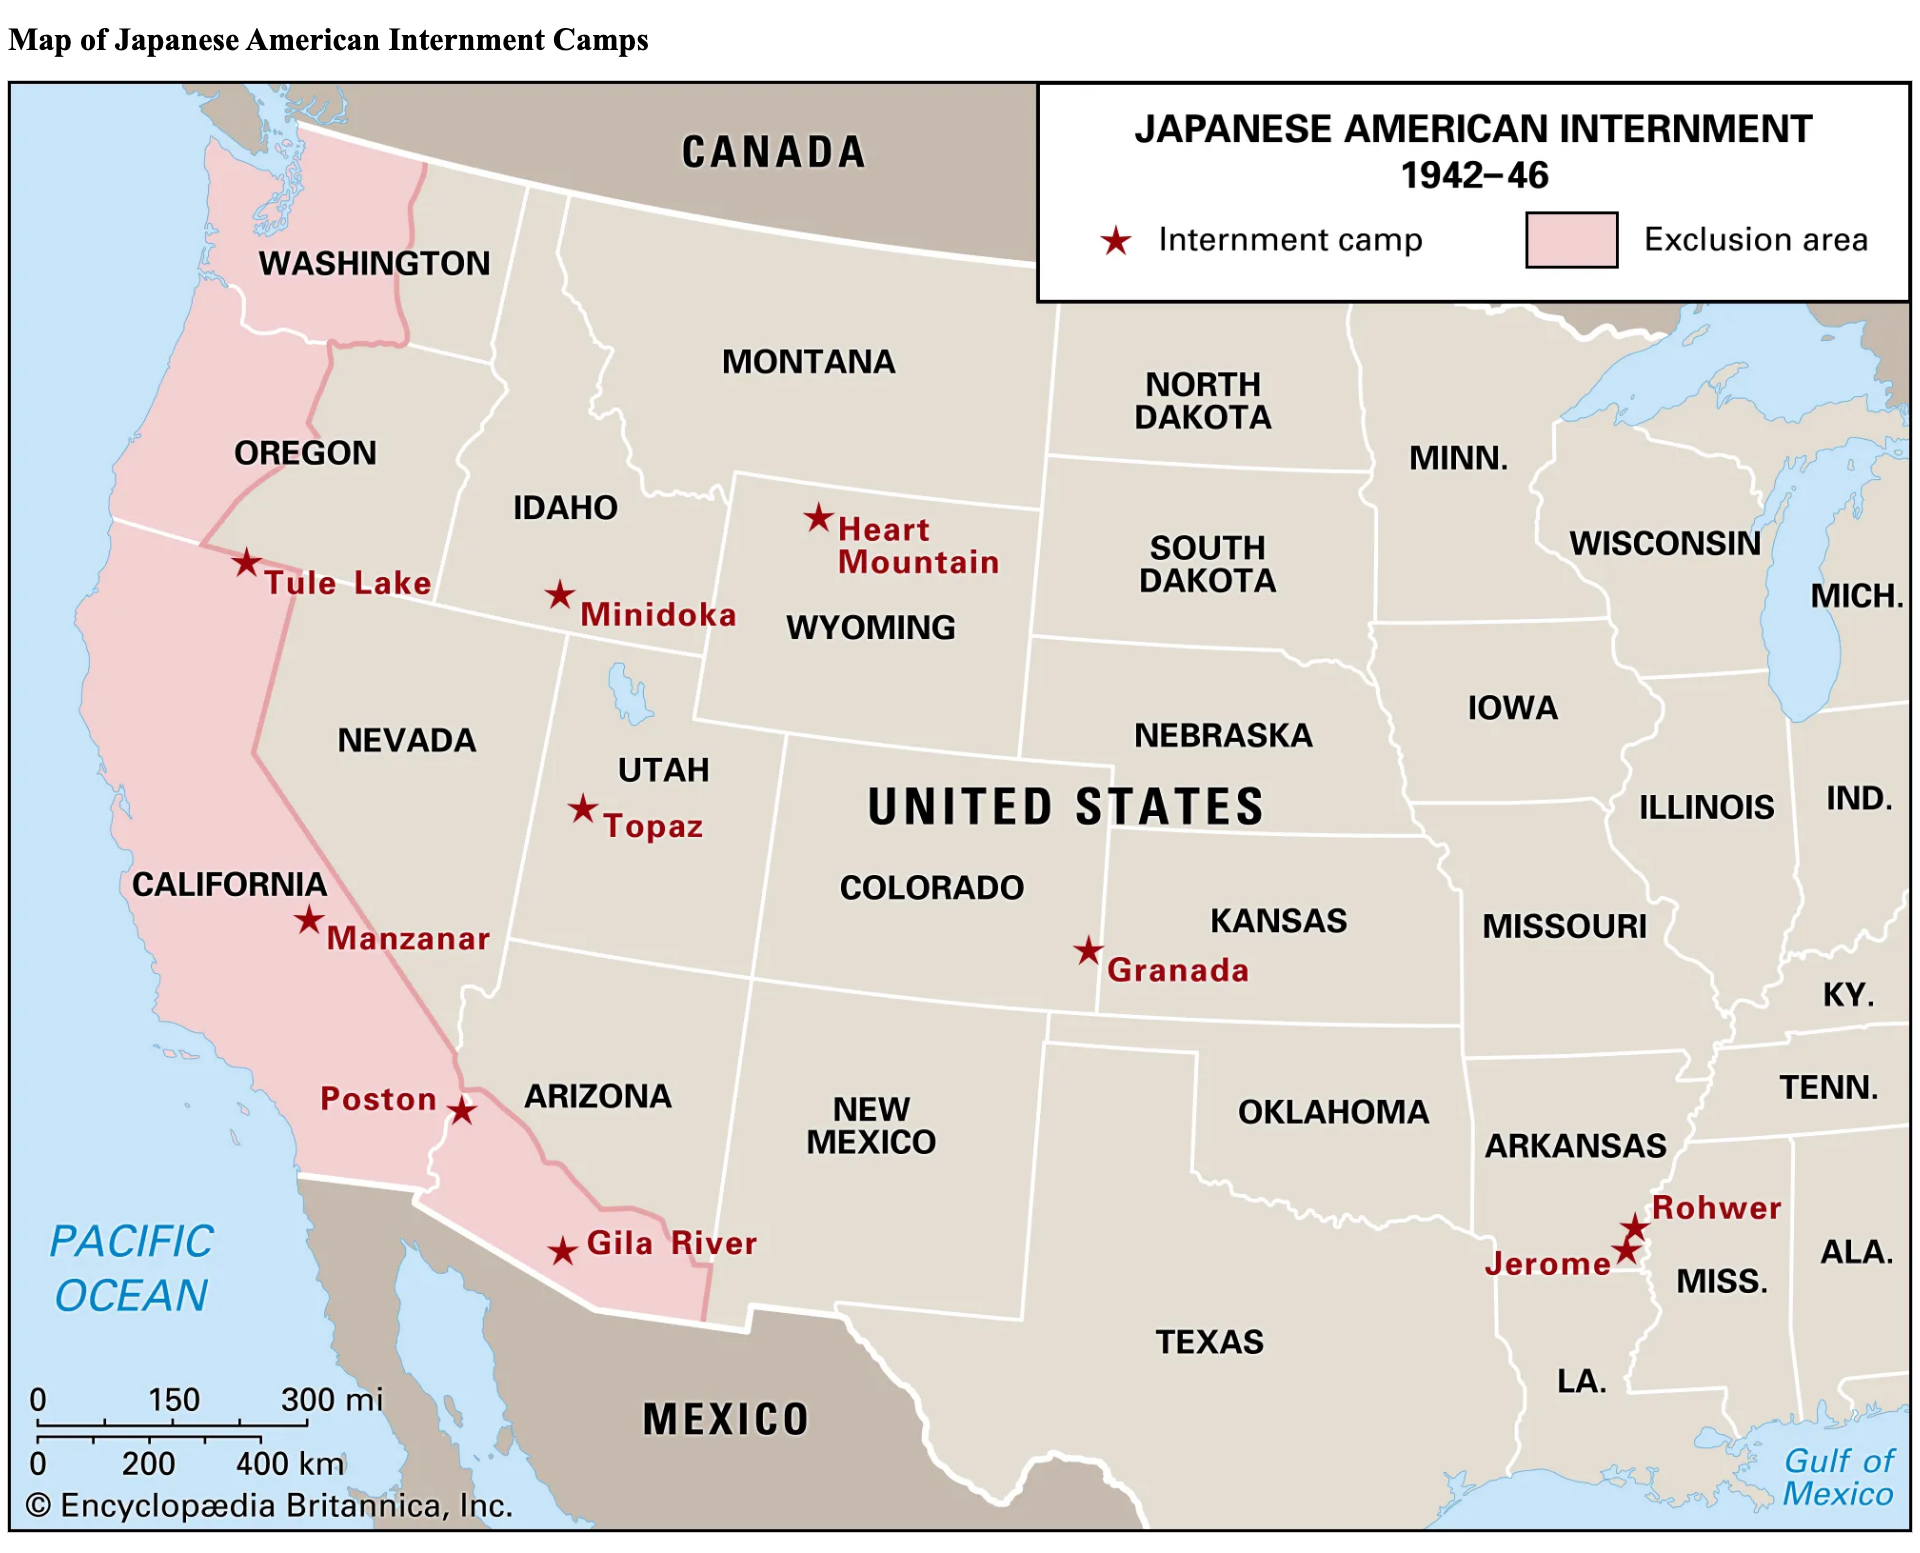 Map of Japanese American Internment Camps
JAPANESE AMERICAN INTERNMENT
1942–46
Internment camp
Exclusion area
CANADA
WASHINGTON
MONTANA
NORTH
DAKOTA
MINN.
OREGON
IDAHO
Heart
Mountain
SOUTH
DAKOTA
WISCONSIN
MICH.
Tule Lake
Minidoka
WYOMING
NEVADA
UTAH
NEBRASKA
IOWA
UNITED STATES
ILLINOIS
IND.
Topaz
CALIFORNIA
COLORADO
KANSAS
MISSOURI
Manzanar
Granada
KY.
Poston
ARIZONA
NEW
MEXICO
OKLAHOMA
TENN.
ARKANSAS
Rohwer
PACIFIC
OCEAN
Gila River
Jerome
MISS.
ALA.
TEXAS
LA.
0 150 300 mi
0 200 400 km
MEXICO
Gulf of
Mexico
© Encyclopædia Britannica, Inc.